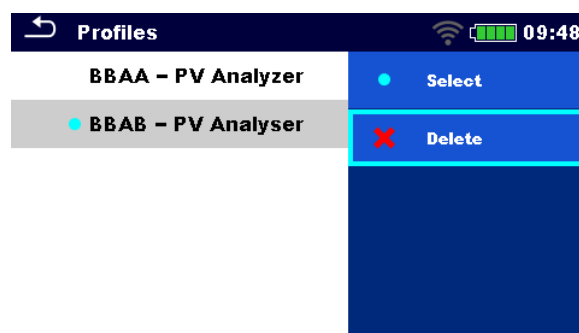 Profiles 09:48
BBAA – PV Analyzer
Select
BBAB – PV Analyser
Delete